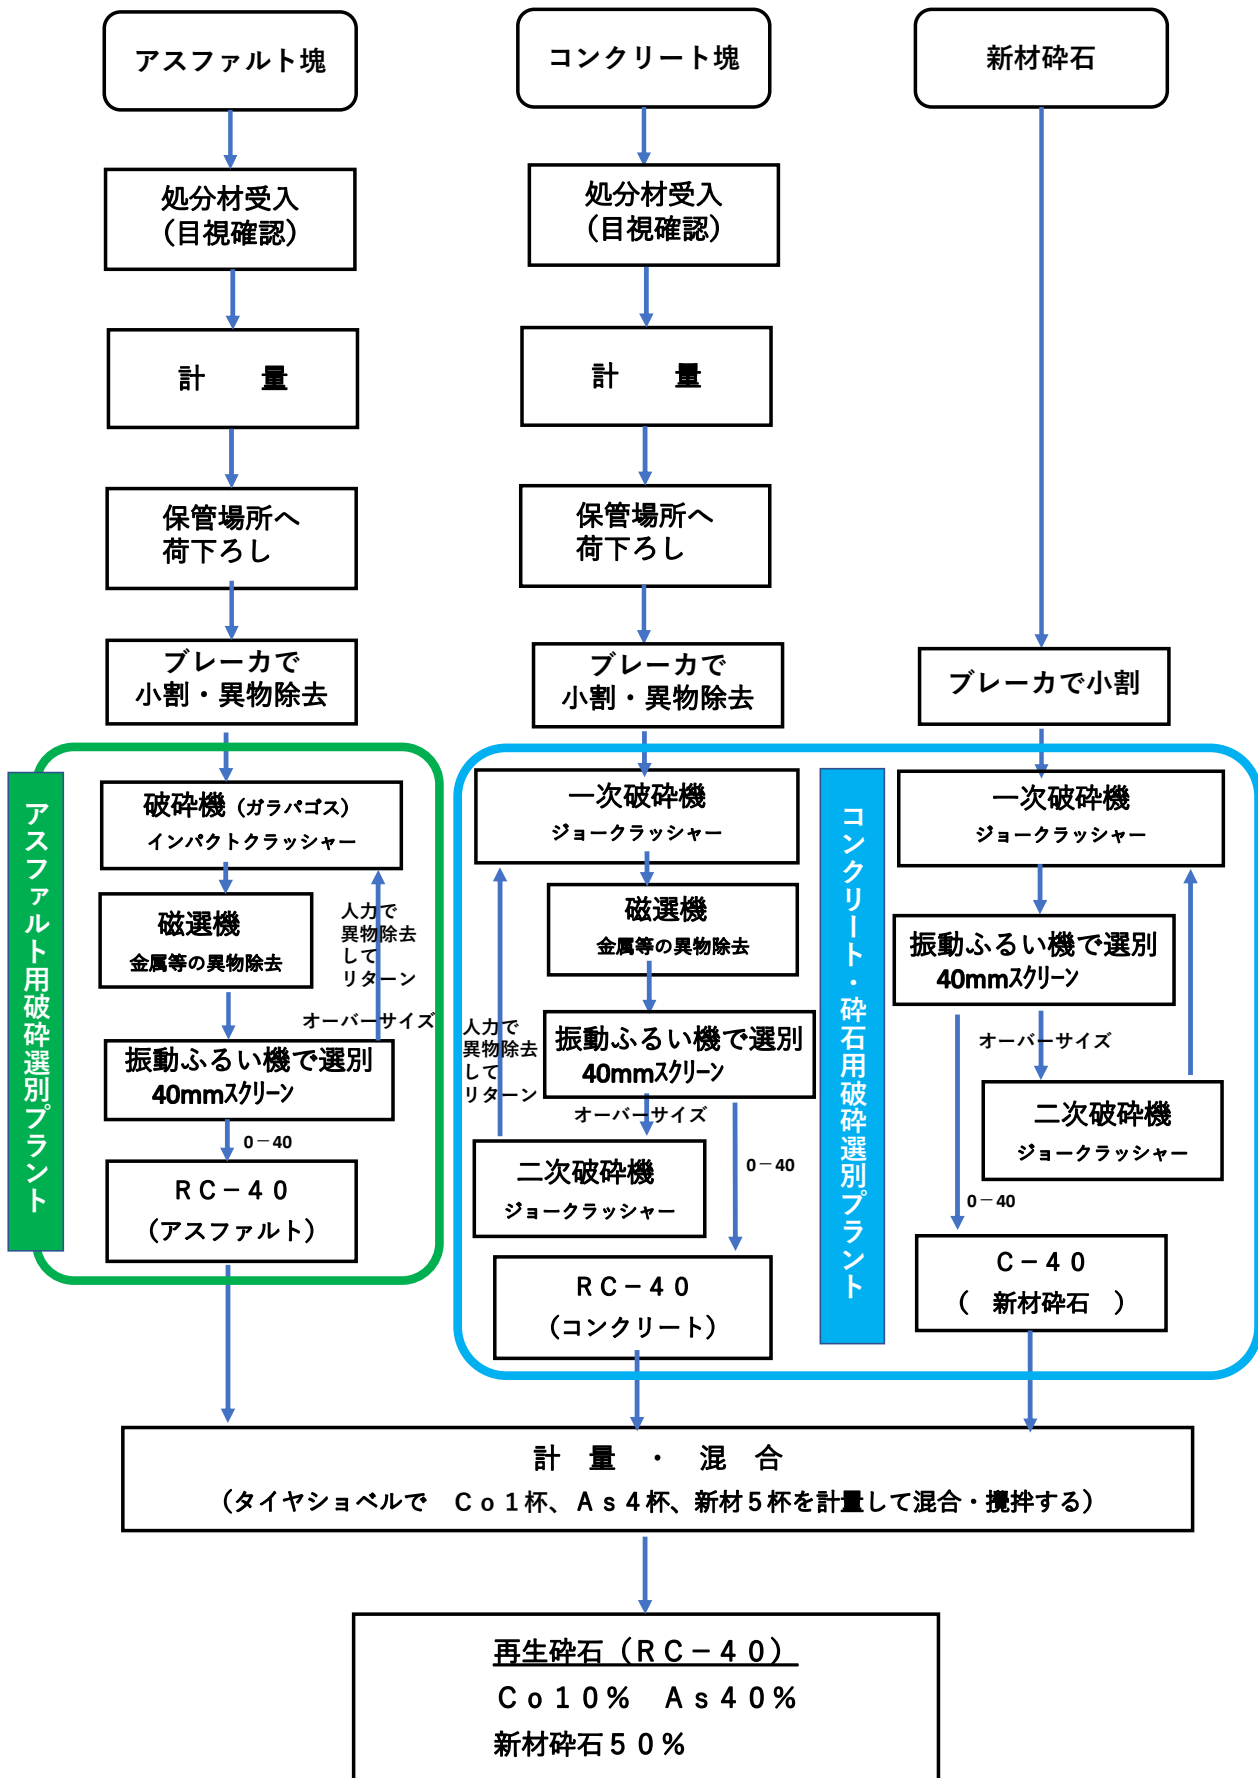 アスファルト塊
処分材受入
（目視確認）
計　　量
保管場所へ
荷下ろし
ブレーカで
小割・異物除去
アスファルト用破砕選別プラント
破砕機（ガラパゴス）
インパクトクラッシャー
磁選機
金属等の異物除去
人力で
異物除去
して
リターン
オーバーサイズ
振動ふるい機で選別
40mmスクリーン
0－40
ＲＣ－４０
（アスファルト）
コンクリート塊
処分材受入
（目視確認）
計　　量
保管場所へ
荷下ろし
ブレーカで
小割・異物除去
一次破砕機
ジョークラッシャー
磁選機
金属等の異物除去
人力で
異物除去
して
リターン
振動ふるい機で選別
40mmスクリーン
オーバーサイズ
二次破砕機
ジョークラッシャー
0－40
ＲＣ－４０
（コンクリート）
コンクリート・砕石用破砕選別プラント
新材砕石
ブレーカで小割
一次破砕機
ジョークラッシャー
振動ふるい機で選別
40mmスクリーン
オーバーサイズ
二次破砕機
ジョークラッシャー
0－40
Ｃ－４０
（　新材砕石　）
計　量　・　混　合
（タイヤショベルで　Ｃｏ１杯、Ａｓ４杯、新材５杯を計量して混合・攪拌する）
再生砕石（ＲＣ－４０）
Ｃｏ１０％　Ａｓ４０％
新材砕石５０％